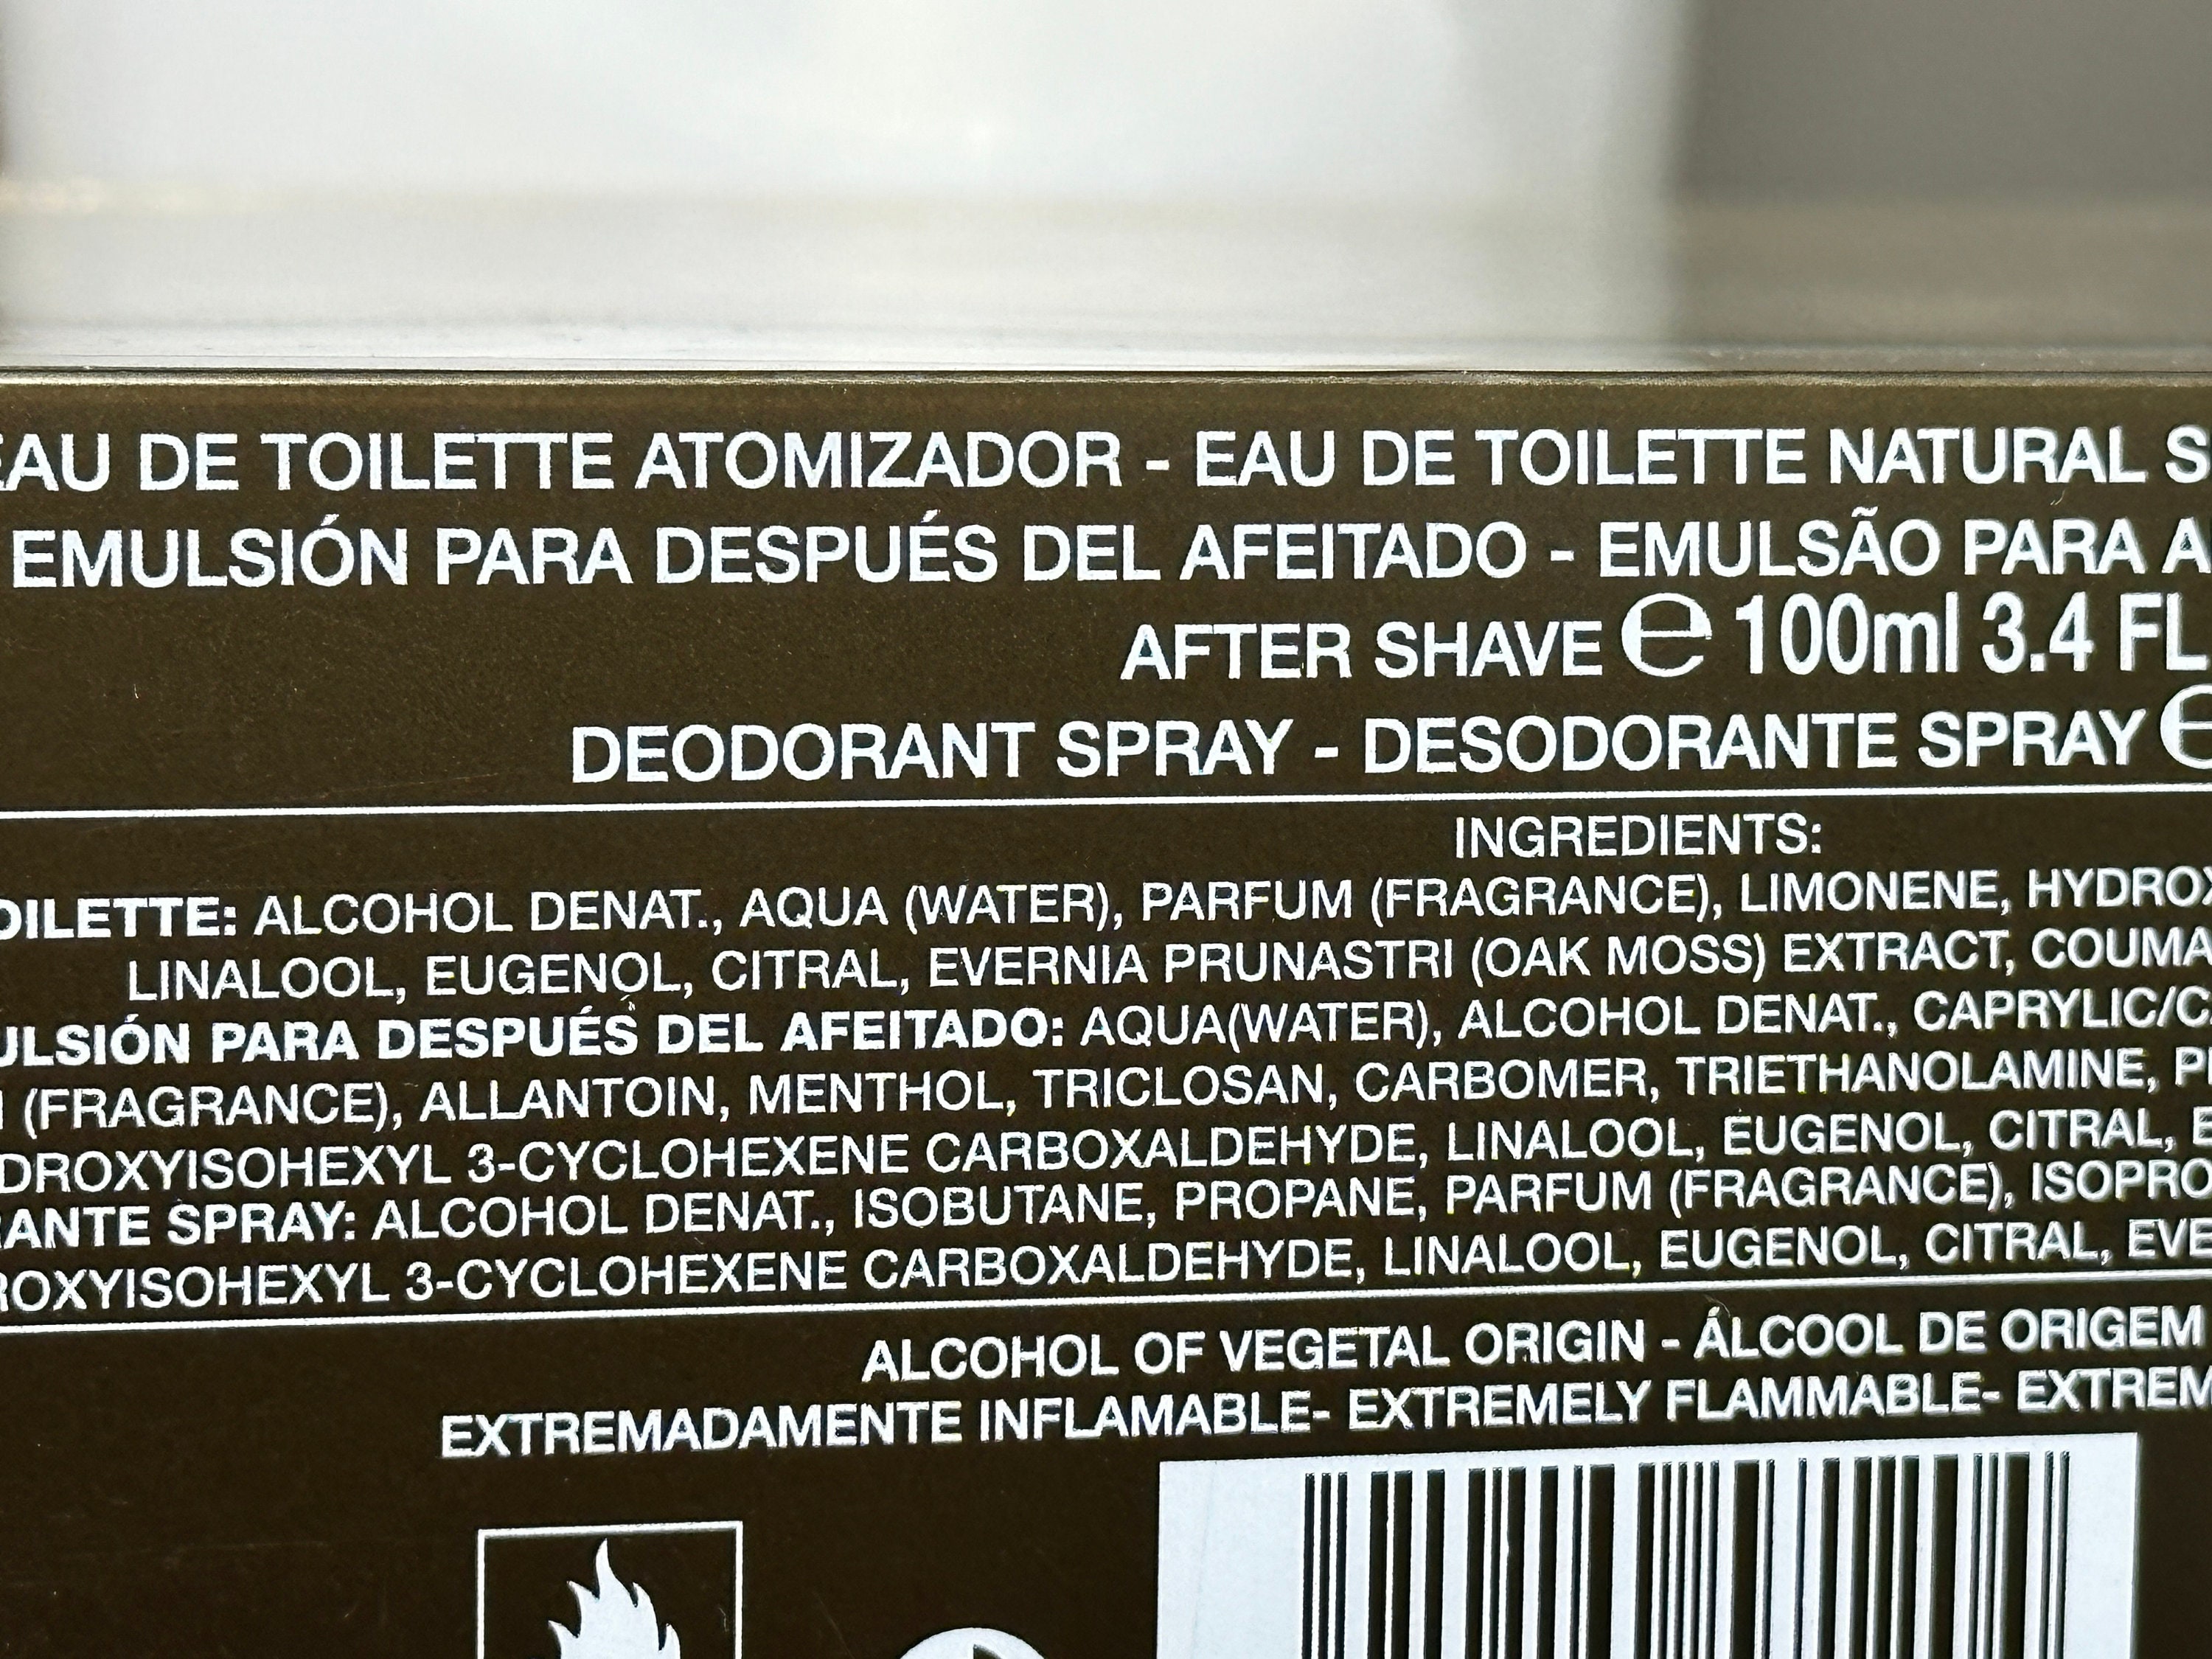 EAU DE TOILETTE ATOMIZADOR - EAU DE TOILETTE NATURAL S
EMULSIÓN PARA DESPUÉS DEL AFEITADO - EMULSÃO PARA A
AFTER SHAVE ℮ 100ml 3.4 FL
DEODORANT SPRAY - DESODORANTE SPRAY ℮
INGREDIENTS:
OILETTE: ALCOHOL DENAT., AQUA (WATER), PARFUM (FRAGRANCE), LIMONENE, HYDROX
LINALOOL, EUGENOL, CITRAL, EVERNIA PRUNASTRI (OAK MOSS) EXTRACT, COUMA
ULSIÓN PARA DESPUÉS DEL AFEITADO: AQUA(WATER), ALCOHOL DENAT., CAPRYLIC/CA
(FRAGRANCE), ALLANTOIN, MENTHOL, TRICLOSAN, CARBOMER, TRIETHANOLAMINE, P
DROXYISOHEXYL 3-CYCLOHEXENE CARBOXALDEHYDE, LINALOOL, EUGENOL, CITRAL, E
RANTE SPRAY: ALCOHOL DENAT., ISOBUTANE, PROPANE, PARFUM (FRAGRANCE), ISOPRO
ROXYISOHEXYL 3-CYCLOHEXENE CARBOXALDEHYDE, LINALOOL, EUGENOL, CITRAL, EVE
ALCOHOL OF VEGETAL ORIGIN - ÁLCOOL DE ORIGEM
EXTREMADAMENTE INFLAMABLE- EXTREMELY FLAMMABLE- EXTREM